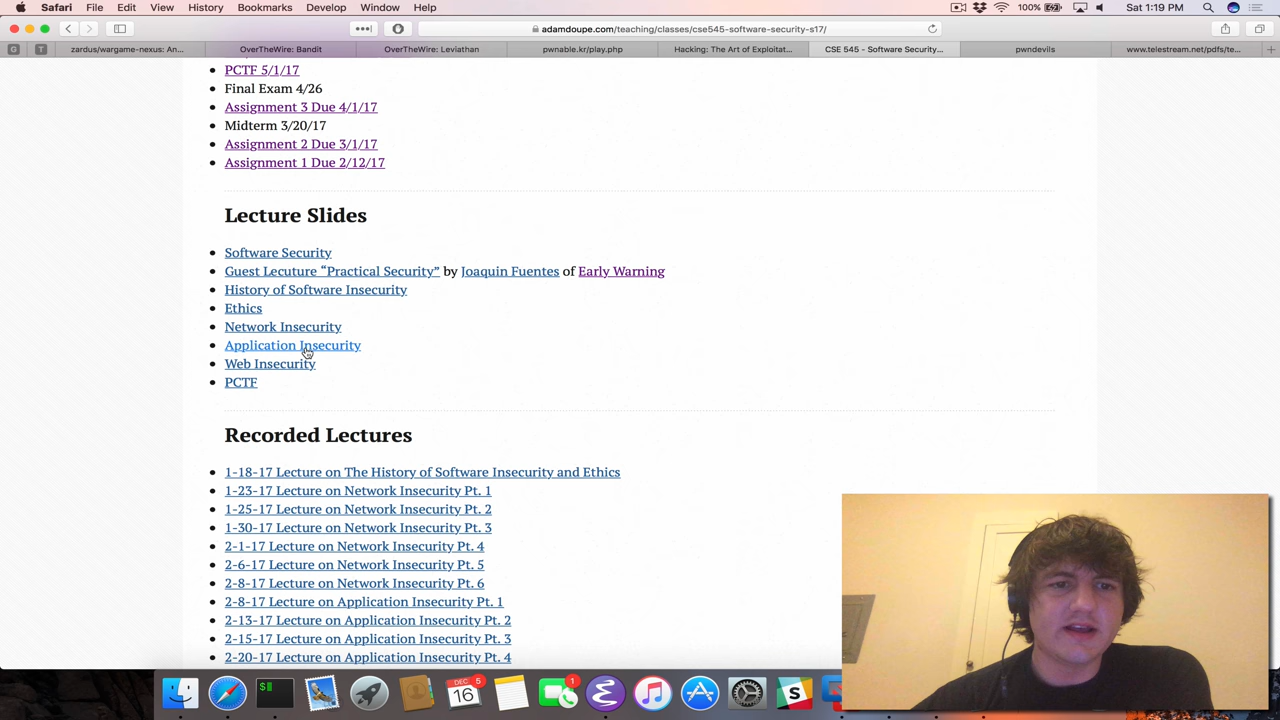 Safari File Edit View History Bookmarks Develop Window Help 100% Sat 1:19 PM
adamdoupe.com/teaching/classes/cse545-software-security-s17/
G T zardus/wargame-nexus: An... OverTheWire: Bandit OverTheWire: Leviathan pwnable.kr/play.php Hacking: The Art of Exploitat... CSE 545 - Software Security... pwndevils www.telestream.net/pdfs/te...
PCTF 5/1/17
Final Exam 4/26
Assignment 3 Due 4/1/17
Midterm 3/20/17
Assignment 2 Due 3/1/17
Assignment 1 Due 2/12/17
Lecture Slides
Software Security
Guest Lecuture “Practical Security” by Joaquin Fuentes of Early Warning
History of Software Insecurity
Ethics
Network Insecurity
Application Insecurity
Web Insecurity
PCTF
Recorded Lectures
1-18-17 Lecture on The History of Software Insecurity and Ethics
1-23-17 Lecture on Network Insecurity Pt. 1
1-25-17 Lecture on Network Insecurity Pt. 2
1-30-17 Lecture on Network Insecurity Pt. 3
2-1-17 Lecture on Network Insecurity Pt. 4
2-6-17 Lecture on Network Insecurity Pt. 5
2-8-17 Lecture on Network Insecurity Pt. 6
2-8-17 Lecture on Application Insecurity Pt. 1
2-13-17 Lecture on Application Insecurity Pt. 2
2-15-17 Lecture on Application Insecurity Pt. 3
2-20-17 Lecture on Application Insecurity Pt. 4
$ DEC 5 16 1 S